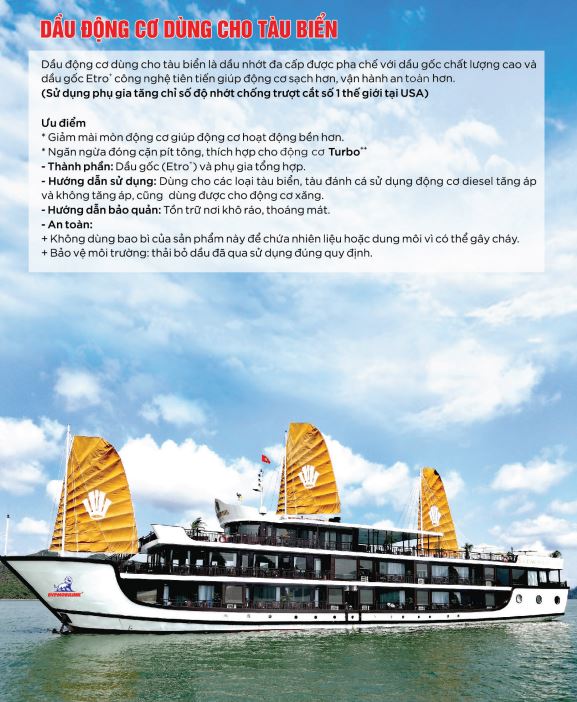 DẦU ĐỘNG CƠ DÙNG CHO TÀU BIỂN
Dầu động cơ dùng cho tàu biển là dầu nhớt đa cấp được pha chế với dầu gốc chất lượng cao và
dầu gốc Etro⁺ công nghệ tiên tiến giúp động cơ sạch hơn, vận hành an toàn hơn.
(Sử dụng phụ gia tăng chỉ số độ nhớt chống trượt cắt số 1 thế giới tại USA)
Ưu điểm
* Giảm mài mòn động cơ giúp động cơ hoạt động bền hơn.
* Ngăn ngừa đóng cặn pít tông, thích hợp cho động cơ Turbo⁺⁺
- Thành phần: Dầu gốc (Etro⁺) và phụ gia tổng hợp.
- Hướng dẫn sử dụng: Dùng cho các loại tàu biển, tàu đánh cá sử dụng động cơ diesel tăng áp
và không tăng áp, cũng dùng được cho động cơ xăng.
- Hướng dẫn bảo quản: Tồn trữ nơi khô ráo, thoáng mát.
- An toàn:
+ Không dùng bao bì của sản phẩm này để chứa nhiên liệu hoặc dung môi vì có thể gây cháy.
+ Bảo vệ môi trường: thải bỏ dầu đã qua sử dụng đúng quy định.